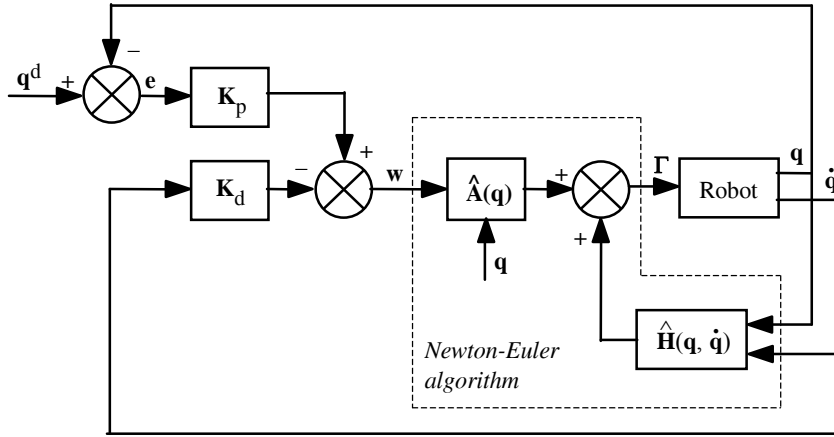 −
q^d
+
e
K_p
+
K_d
−
w
Â(q)
q
+
+
Γ
Robot
q
q̇
Ĥ(q, q̇)
Newton-Euler
algorithm